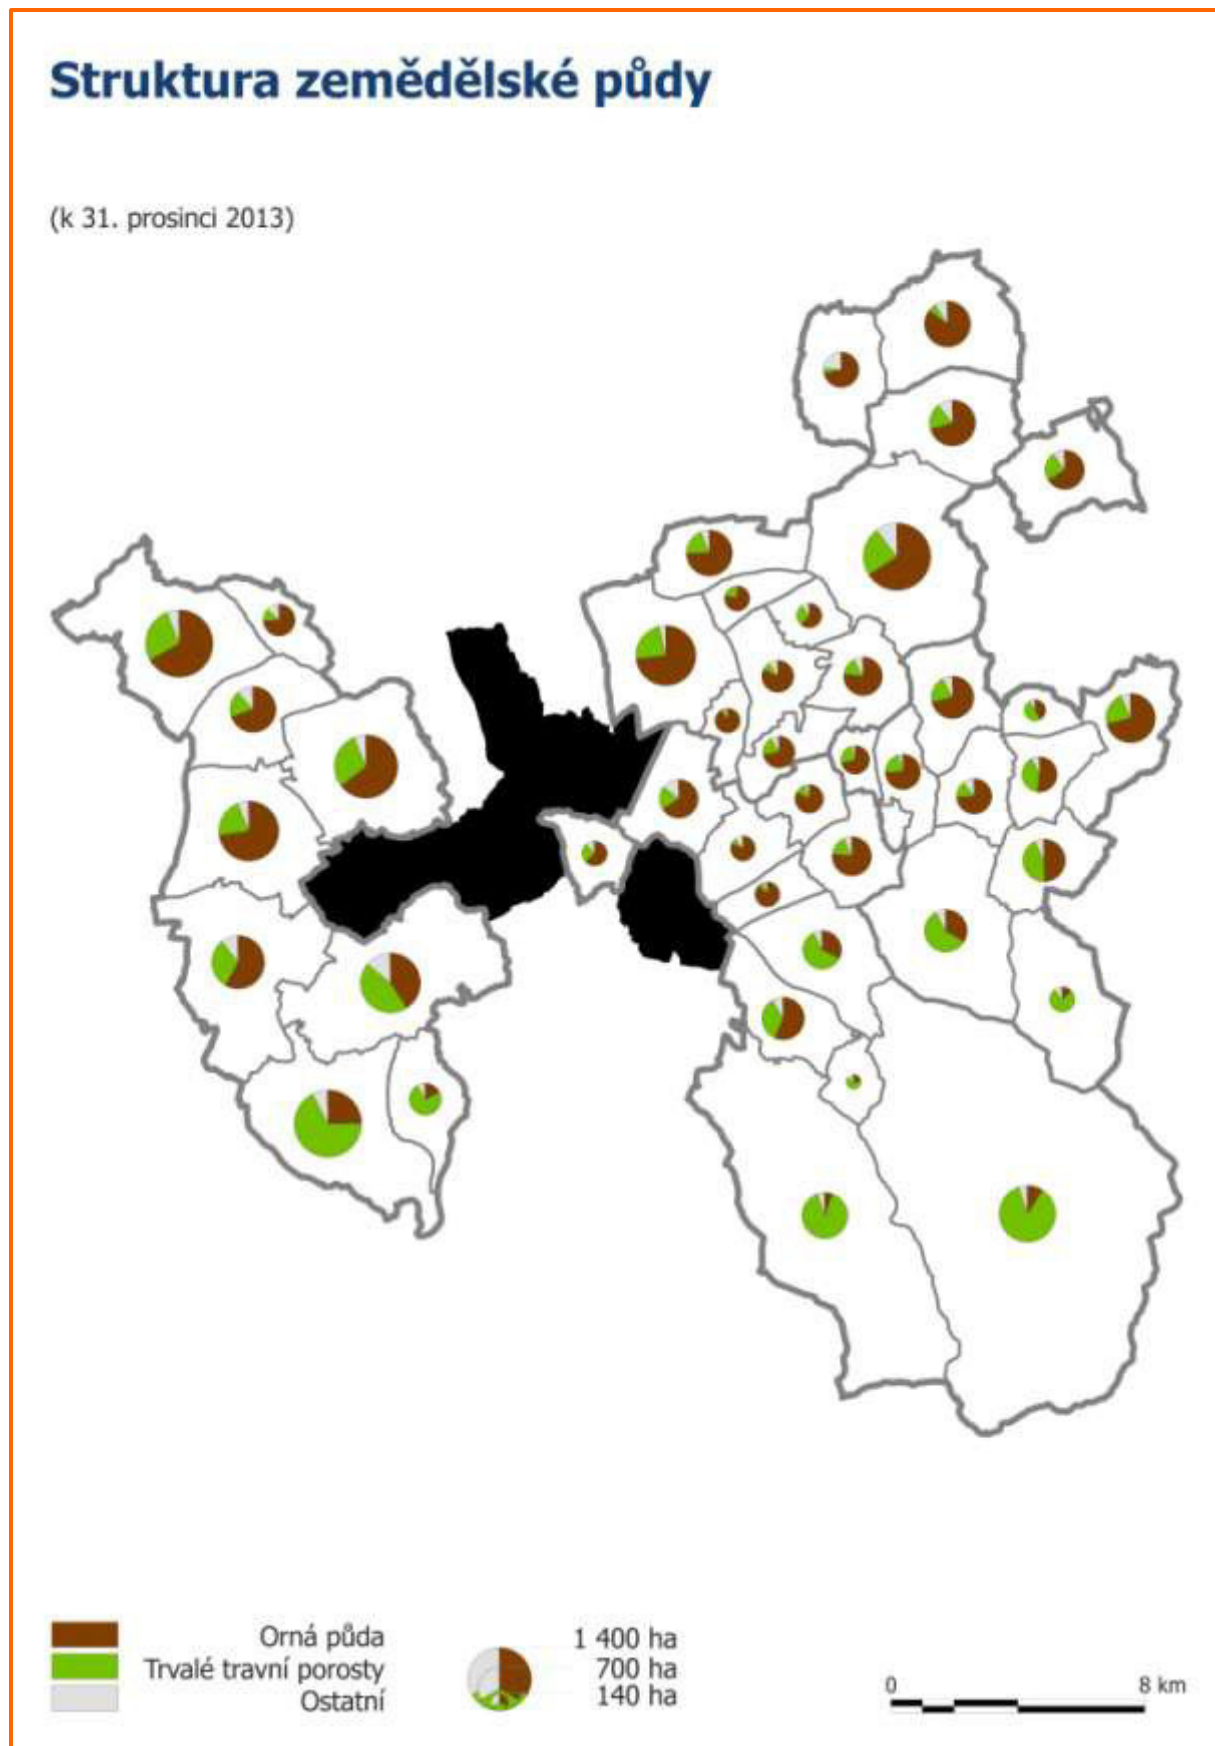 Struktura zemědělské půdy
(k 31. prosinci 2013)
Orná půda
Trvalé travní porosty
Ostatní
1 400 ha
700 ha
140 ha
0 8 km